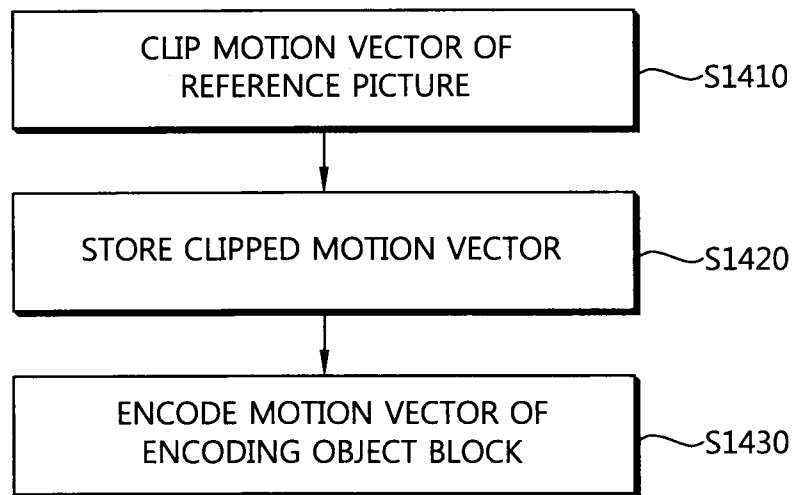 CLIP MOTION VECTOR OF
REFERENCE PICTURE
S1410
STORE CLIPPED MOTION VECTOR
S1420
ENCODE MOTION VECTOR OF
ENCODING OBJECT BLOCK
S1430